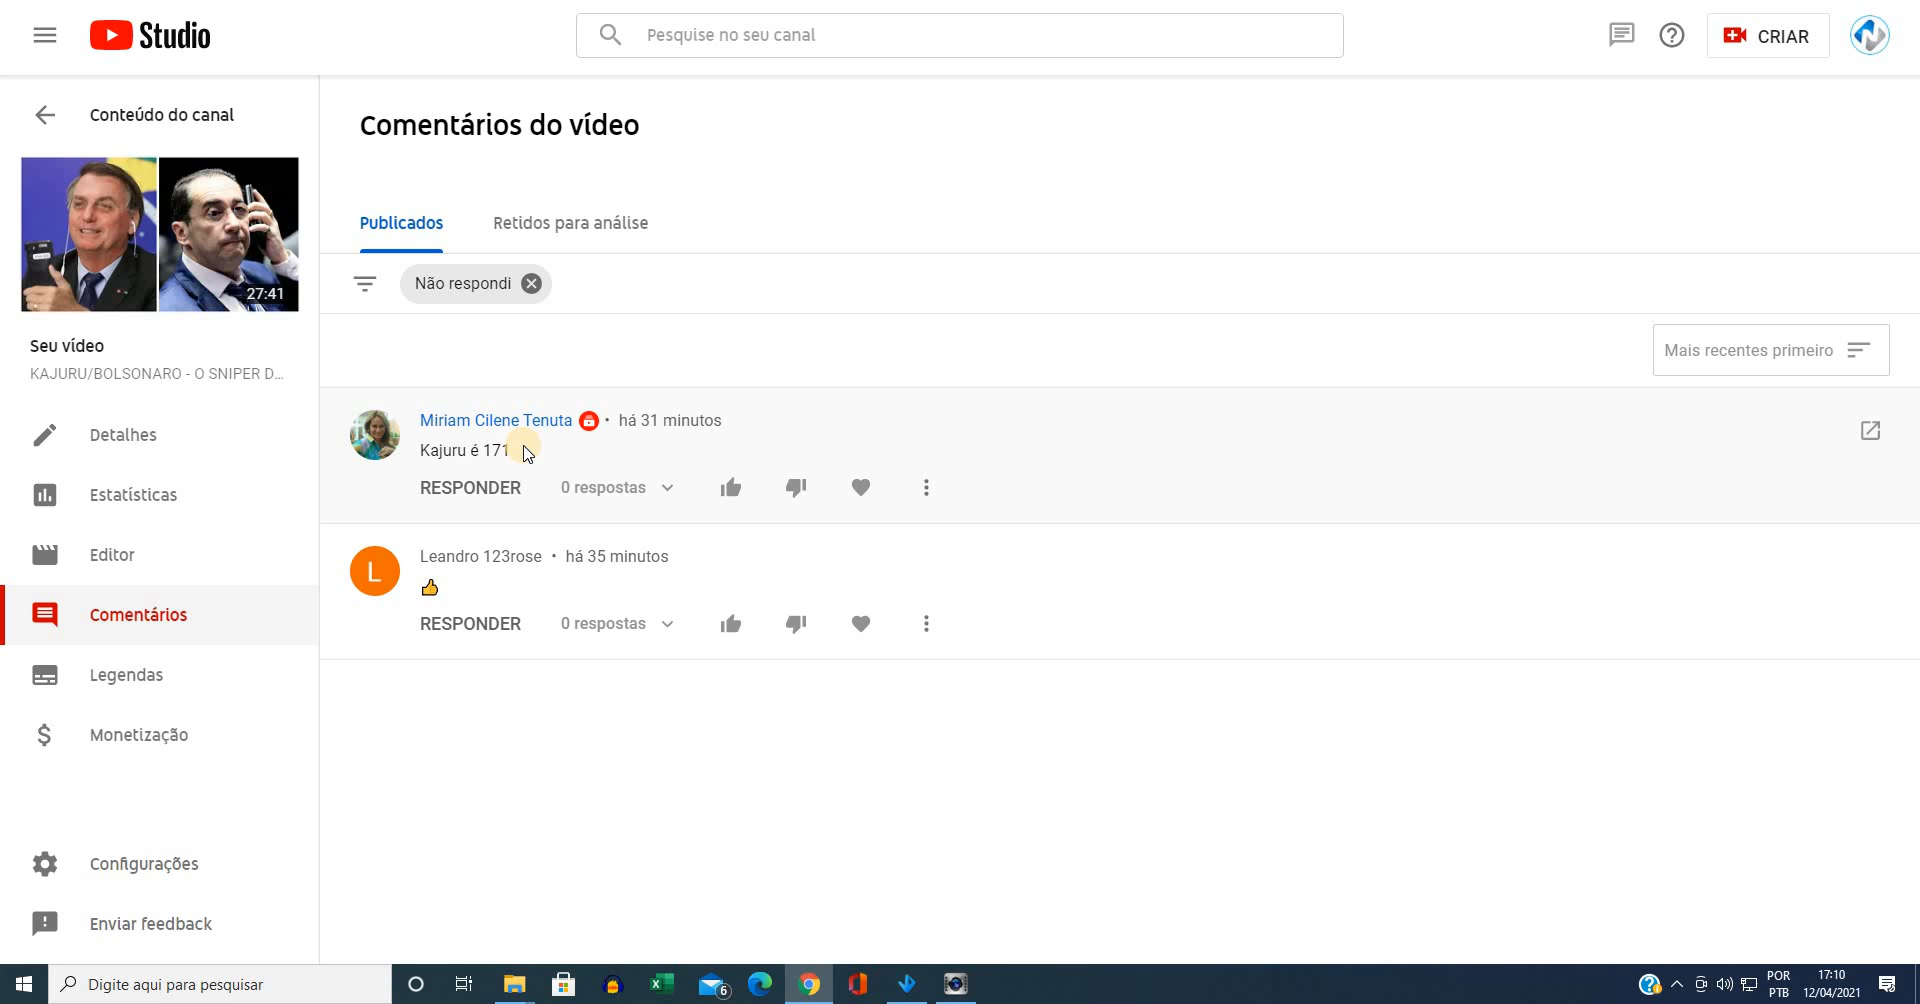 Studio
Pesquise no seu canal
CRIAR
Conteúdo do canal
27:41
Seu vídeo
KAJURU/BOLSONARO - O SNIPER D...
Detalhes
Estatísticas
Editor
Comentários
Legendas
Monetização
Configurações
Enviar feedback
Comentários do vídeo
Publicados
Retidos para análise
Não respondi
Mais recentes primeiro
Miriam Cilene Tenuta • há 31 minutos
Kajuru é 171
RESPONDER
0 respostas
Leandro 123rose • há 35 minutos
👍
RESPONDER
0 respostas
Digite aqui para pesquisar
6
POR
PTB
17:10
12/04/2021